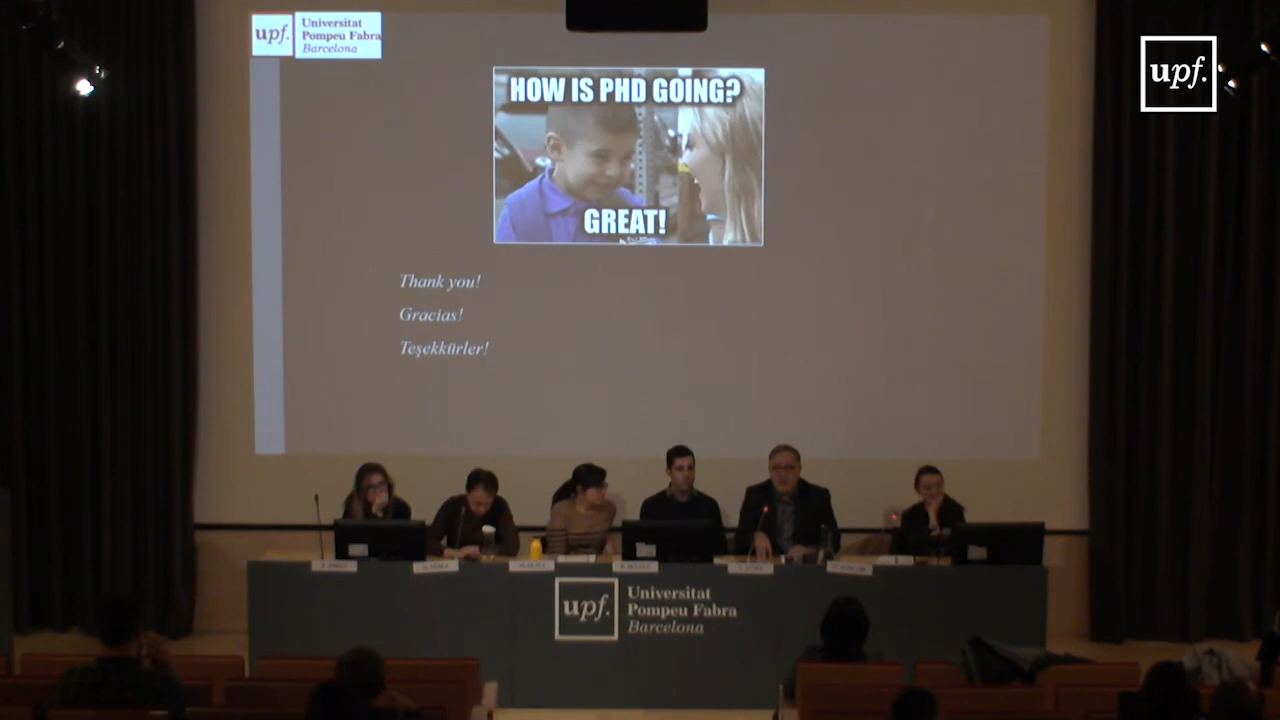 upf.
Universitat
Pompeu Fabra
Barcelona
upf.
HOW IS PHD GOING?
GREAT!
Thank you!
Gracias!
Teşekkürler!
upf.
Universitat
Pompeu Fabra
Barcelona